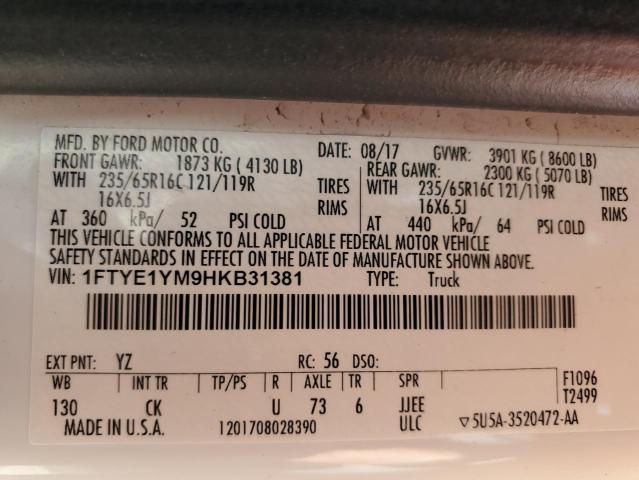 MFD. BY FORD MOTOR CO. DATE: 08/17 GVWR: 3901 KG ( 8600 LB)
FRONT GAWR: 1873 KG ( 4130 LB) REAR GAWR: 2300 KG ( 5070 LB)
WITH 235/65R16C 121/119R TIRES WITH 235/65R16C 121/119R TIRES
16X6.5J RIMS 16X6.5J RIMS
AT 360 kPa/ 52 PSI COLD AT 440 kPa/ 64 PSI COLD
THIS VEHICLE CONFORMS TO ALL APPLICABLE FEDERAL MOTOR VEHICLE
SAFETY STANDARDS IN EFFECT ON THE DATE OF MANUFACTURE SHOWN ABOVE.
VIN: 1FTYE1YM9HKB31381 TYPE: Truck
EXT PNT: YZ RC: 56 DSO:
WB INT TR TP/PS R AXLE TR SPR F1096
130 CK U 73 6 JJEE T2499
MADE IN U.S.A. 1201708028390 ULC ▽5U5A-3520472-AA